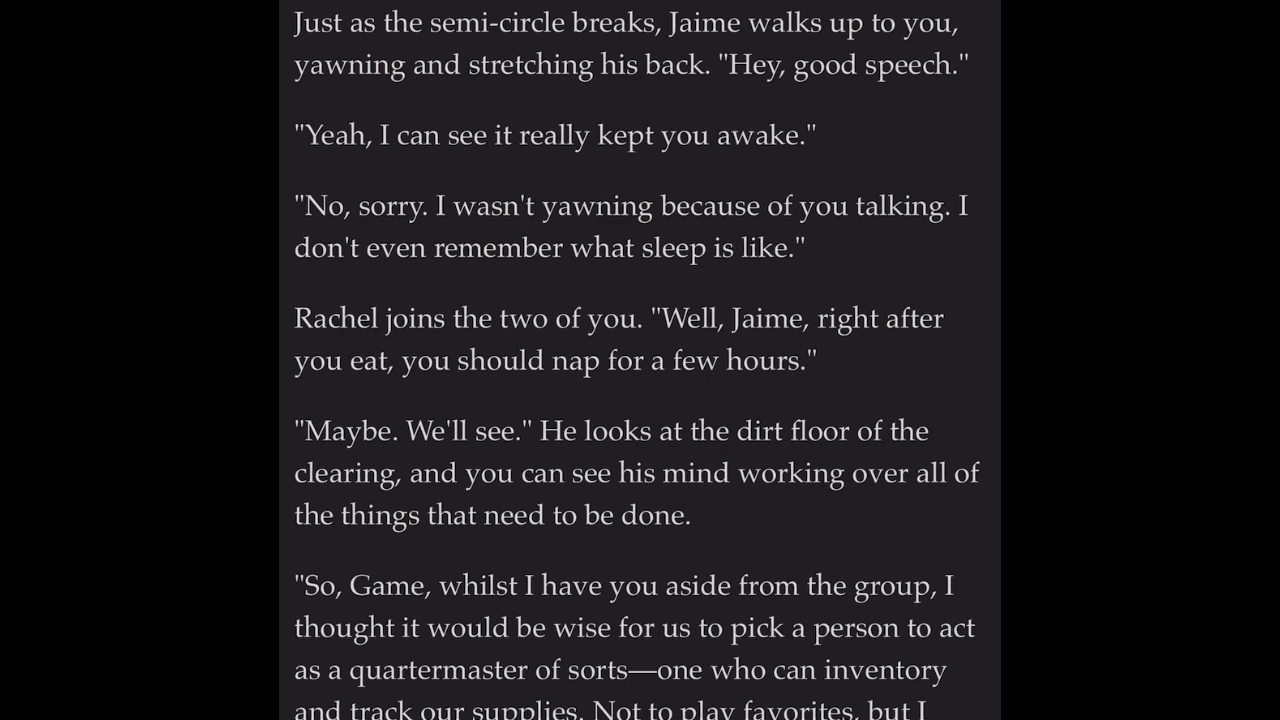 Just as the semi-circle breaks, Jaime walks up to you,
yawning and stretching his back. "Hey, good speech."
"Yeah, I can see it really kept you awake."
"No, sorry. I wasn't yawning because of you talking. I
don't even remember what sleep is like."
Rachel joins the two of you. "Well, Jaime, right after
you eat, you should nap for a few hours."
"Maybe. We'll see." He looks at the dirt floor of the
clearing, and you can see his mind working over all of
the things that need to be done.
"So, Game, whilst I have you aside from the group, I
thought it would be wise for us to pick a person to act
as a quartermaster of sorts—one who can inventory
and track our supplies. Not to play favorites, but I